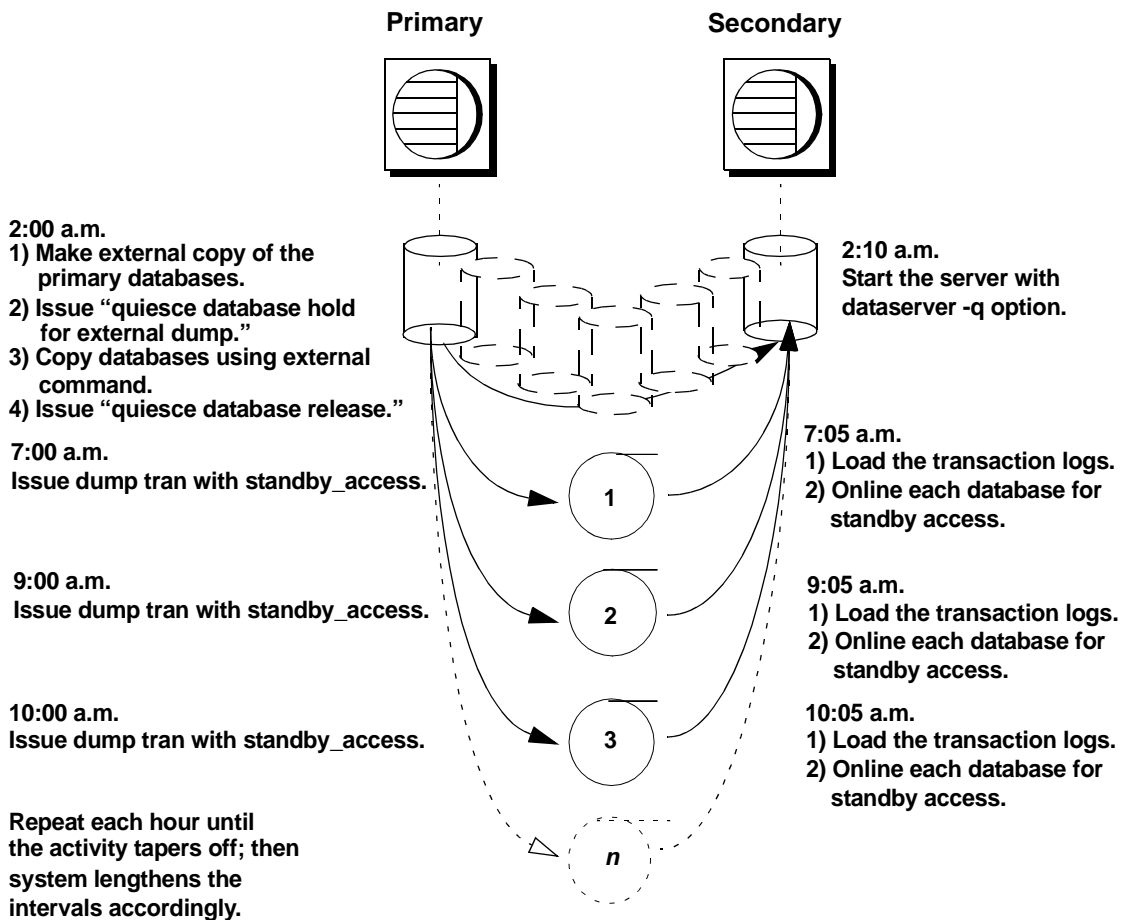 Primary
Secondary
2:00 a.m.
1) Make external copy of the
primary databases.
2) Issue “quiesce database hold
for external dump.”
3) Copy databases using external
command.
4) Issue “quiesce database release.”
2:10 a.m.
Start the server with
dataserver -q option.
7:00 a.m.
Issue dump tran with standby_access.
1
7:05 a.m.
1) Load the transaction logs.
2) Online each database for
standby access.
9:00 a.m.
Issue dump tran with standby_access.
2
9:05 a.m.
1) Load the transaction logs.
2) Online each database for
standby access.
10:00 a.m.
Issue dump tran with standby_access.
3
10:05 a.m.
1) Load the transaction logs.
2) Online each database for
standby access.
Repeat each hour until
the activity tapers off; then
system lengthens the
intervals accordingly.
n